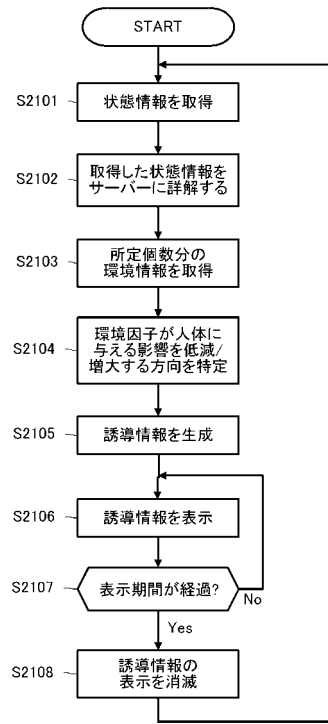 START
S2101
状態情報を取得
S2102
取得した状態情報を
サーバーに詳解する
S2103
所定個数分の
環境情報を取得
S2104
環境因子が人体に
与える影響を低減/
増大する方向を特定
S2105
誘導情報を生成
S2106
誘導情報を表示
S2107
表示期間が経過?
No
Yes
S2108
誘導情報の
表示を消滅